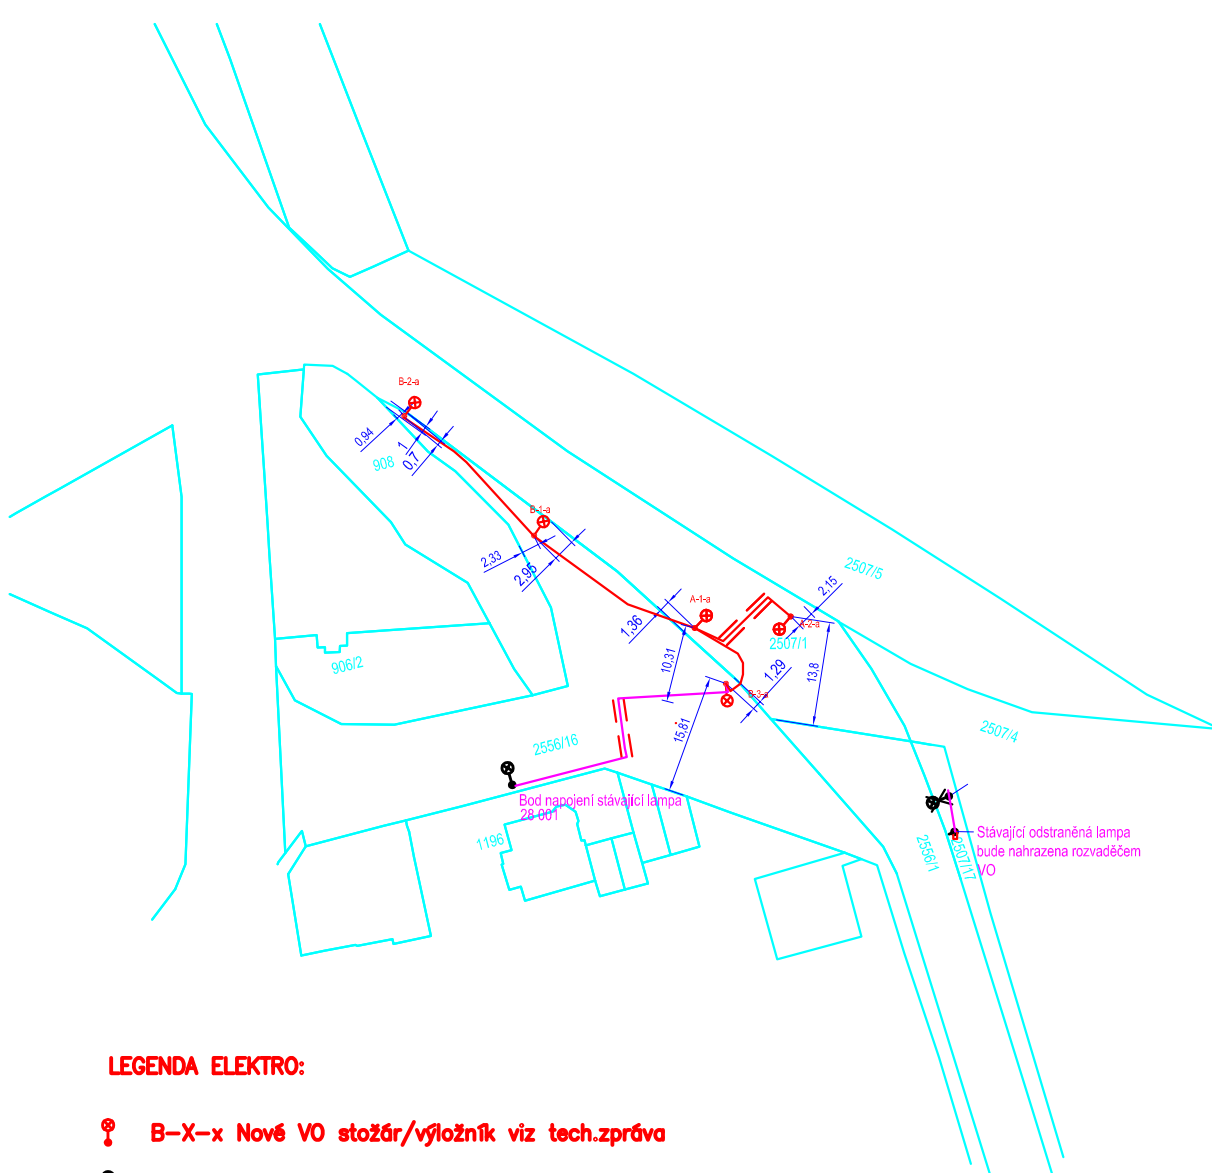 B-2-a
0,94
1
0,7
908
B-1-a
2,33
2,95
2507/5
2,15
A-1-a
1,36
A-2-a
2507/1
906/2
10,31
1,29
13,8
B-3-a
15,81
2507/4
2556/16
Bod napojení stávající lampa
28 001
1196
Stávající odstraněná lampa
bude nahrazena rozvaděčem
VO
2556/1
2507/17
LEGENDA ELEKTRO:
B-X-x Nové VO stožár/výložník viz tech.zpráva